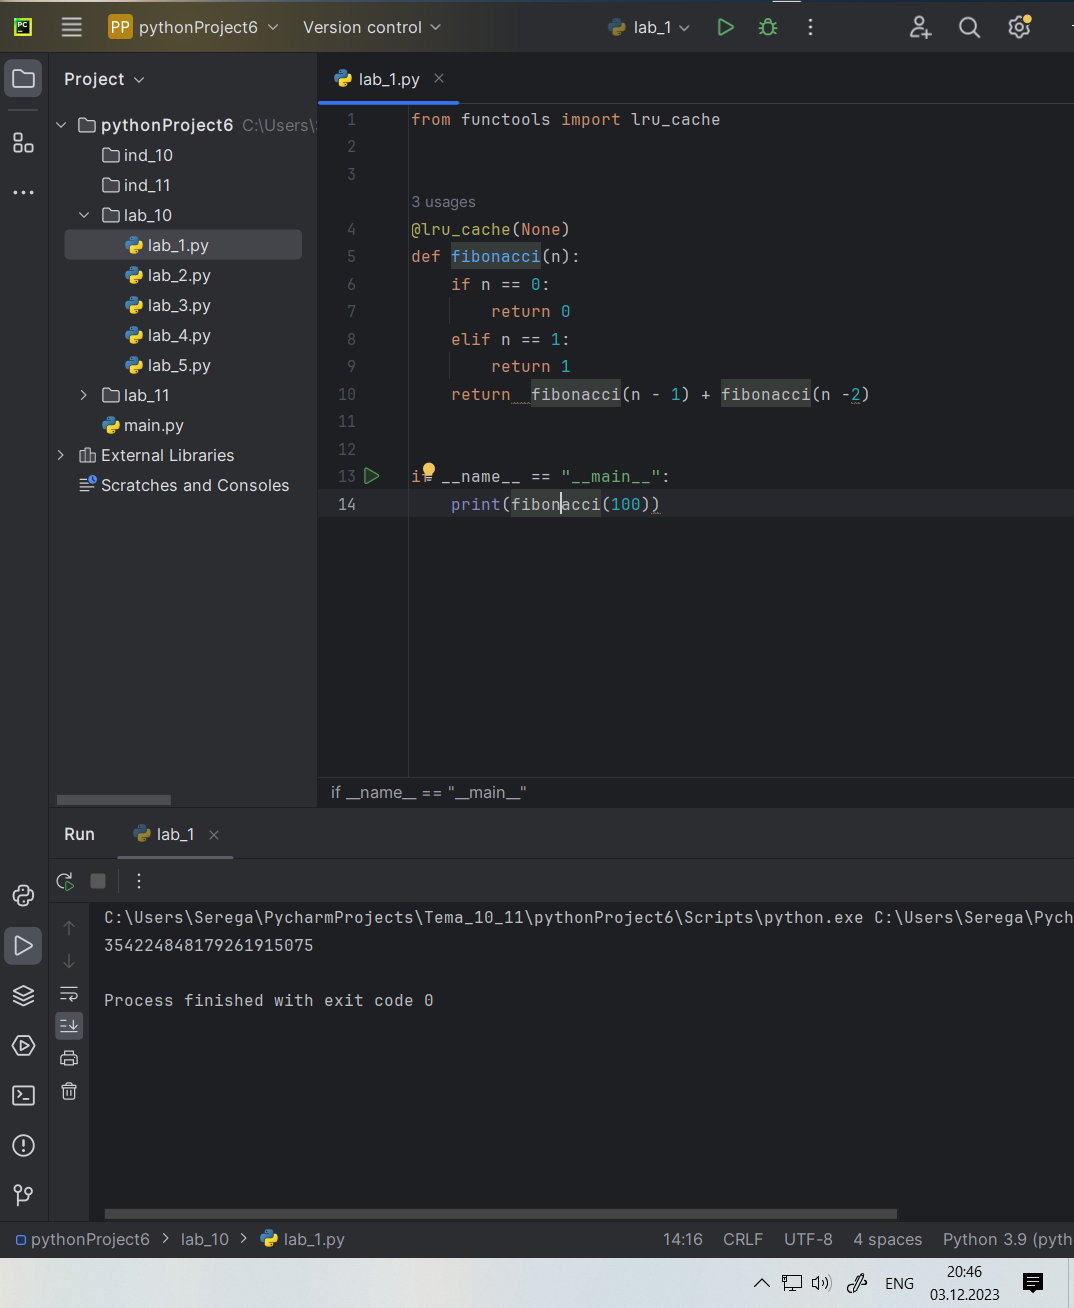 PC
PP pythonProject6 Version control lab_1
Project
lab_1.py
pythonProject6 C:\Users\
ind_10
ind_11
lab_10
lab_1.py
lab_2.py
lab_3.py
lab_4.py
lab_5.py
lab_11
main.py
External Libraries
Scratches and Consoles
1 from functools import lru_cache
2
3
3 usages
4 @lru_cache(None)
5 def fibonacci(n):
6 if n == 0:
7 return 0
8 elif n == 1:
9 return 1
10 return  fibonacci(n - 1) + fibonacci(n -2)
11
12
13 if __name__ == "__main__":
14 print(fibonacci(100))
if __name__ == "__main__"
Run lab_1
C:\Users\Serega\PycharmProjects\Tema_10_11\pythonProject6\Scripts\python.exe C:\Users\Serega\Pych
354224848179261915075
Process finished with exit code 0
pythonProject6 > lab_10 > lab_1.py 14:16 CRLF UTF-8 4 spaces Python 3.9 (pyth
ENG 20:46
03.12.2023